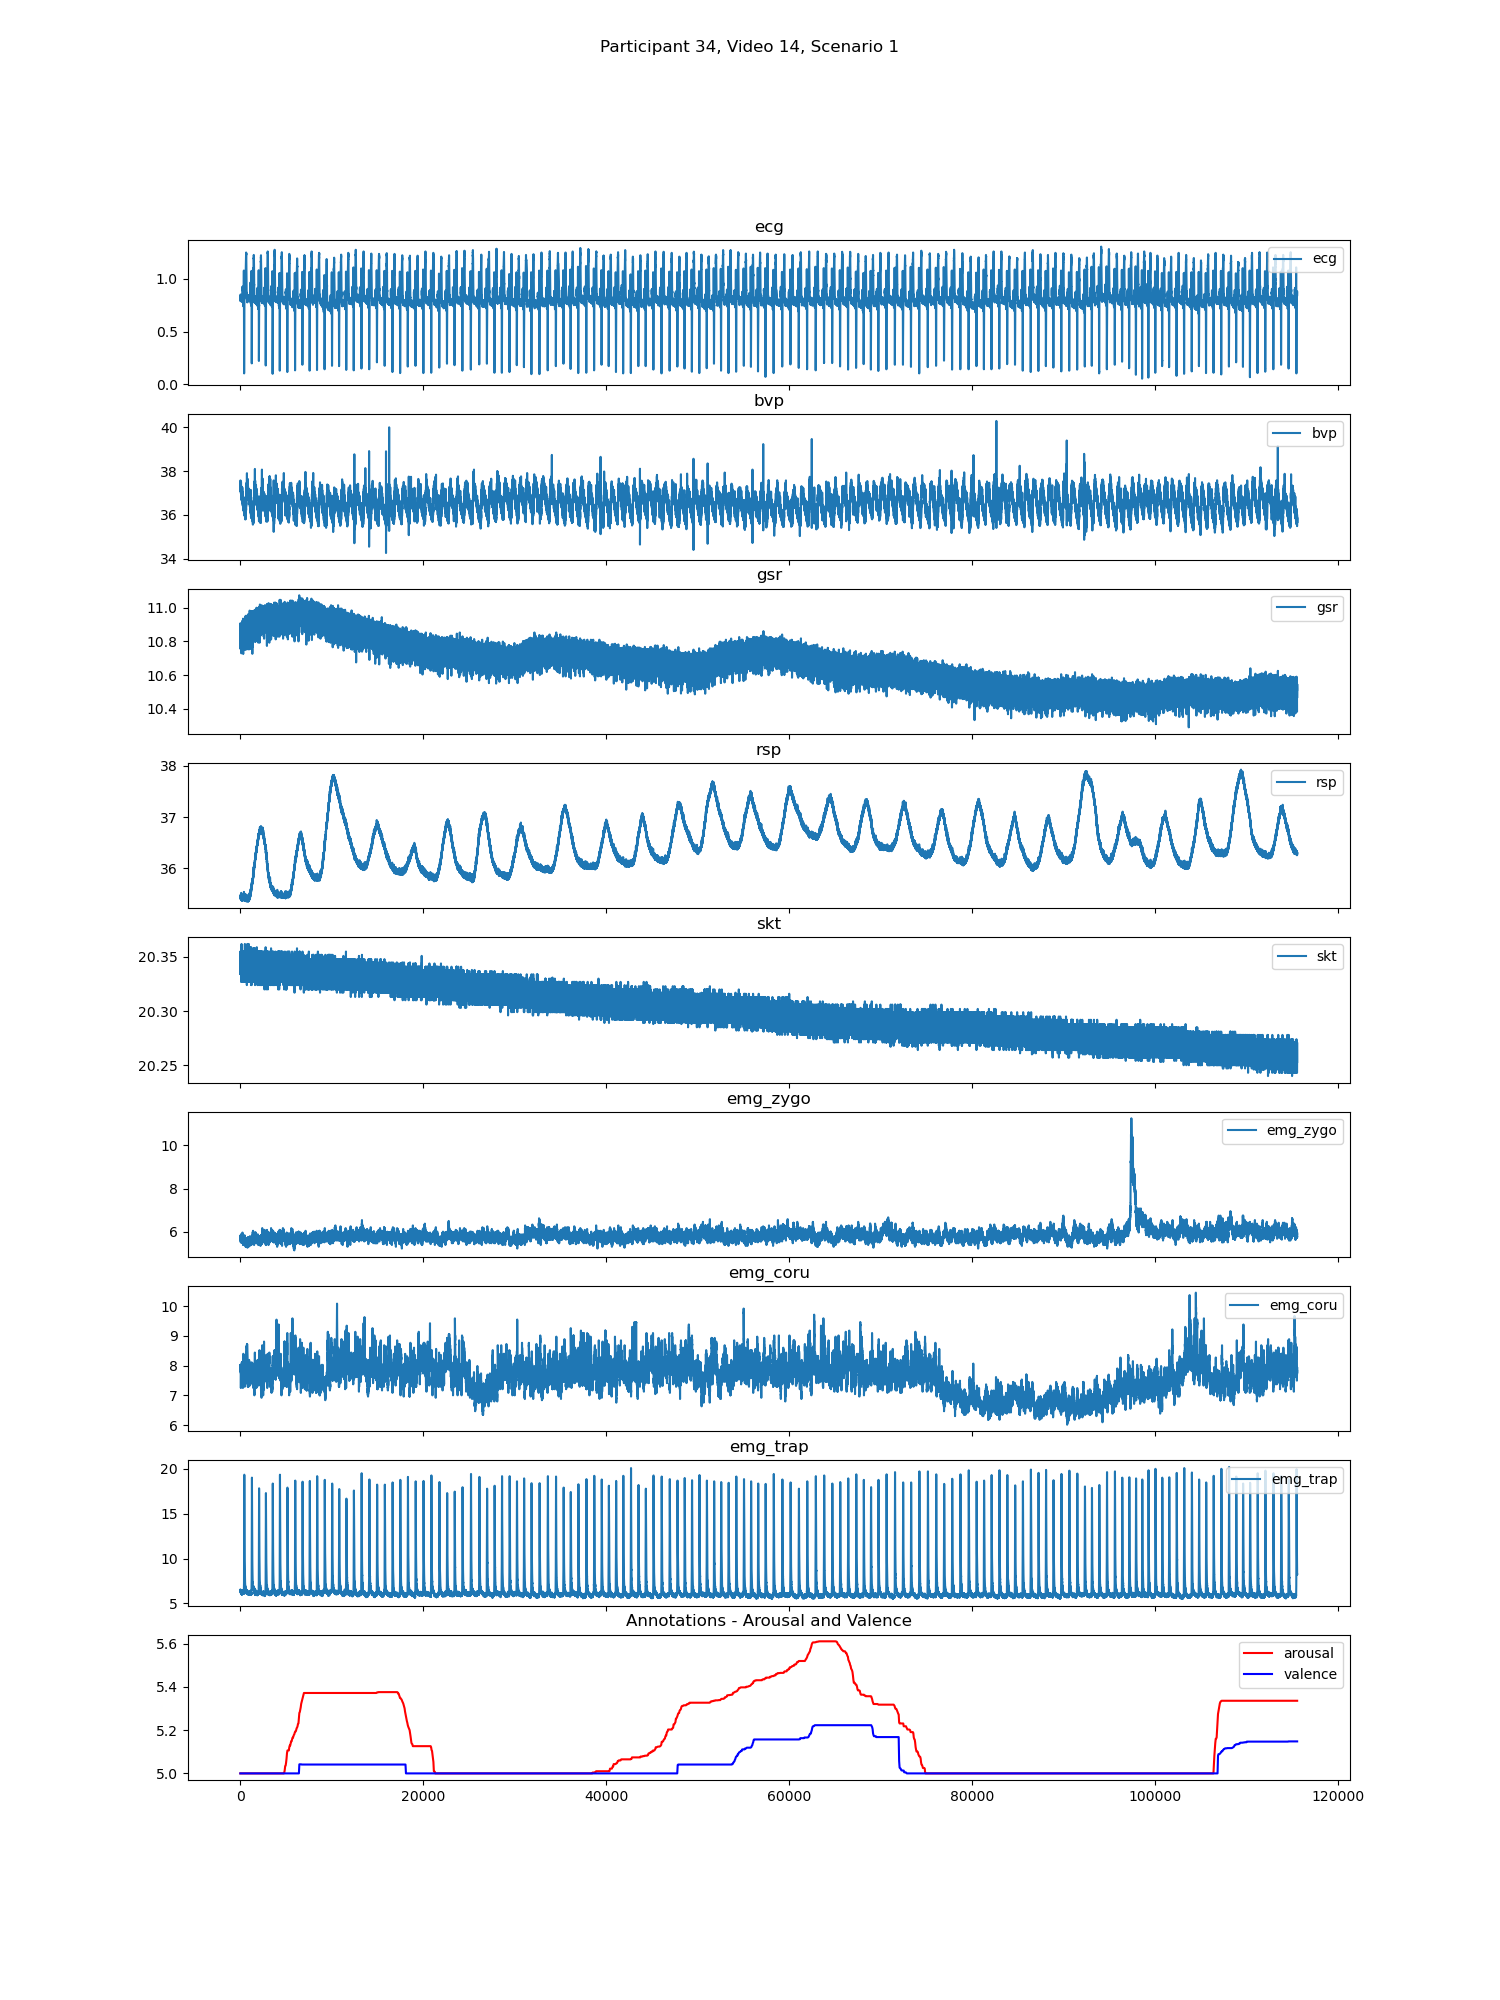 Participant 34, Video 14, Scenario 1
ecg
1.0
0.5
0.0
ecg
bvp
40
38
36
34
bvp
gsr
11.0
10.8
10.6
10.4
gsr
rsp
38
37
36
rsp
skt
20.35
20.30
20.25
skt
emg_zygo
10
8
6
emg_zygo
emg_coru
10
9
8
7
6
emg_coru
emg_trap
20
15
10
5
emg_trap
Annotations - Arousal and Valence
5.6
5.4
5.2
5.0
arousal
valence
0 20000 40000 60000 80000 100000 120000